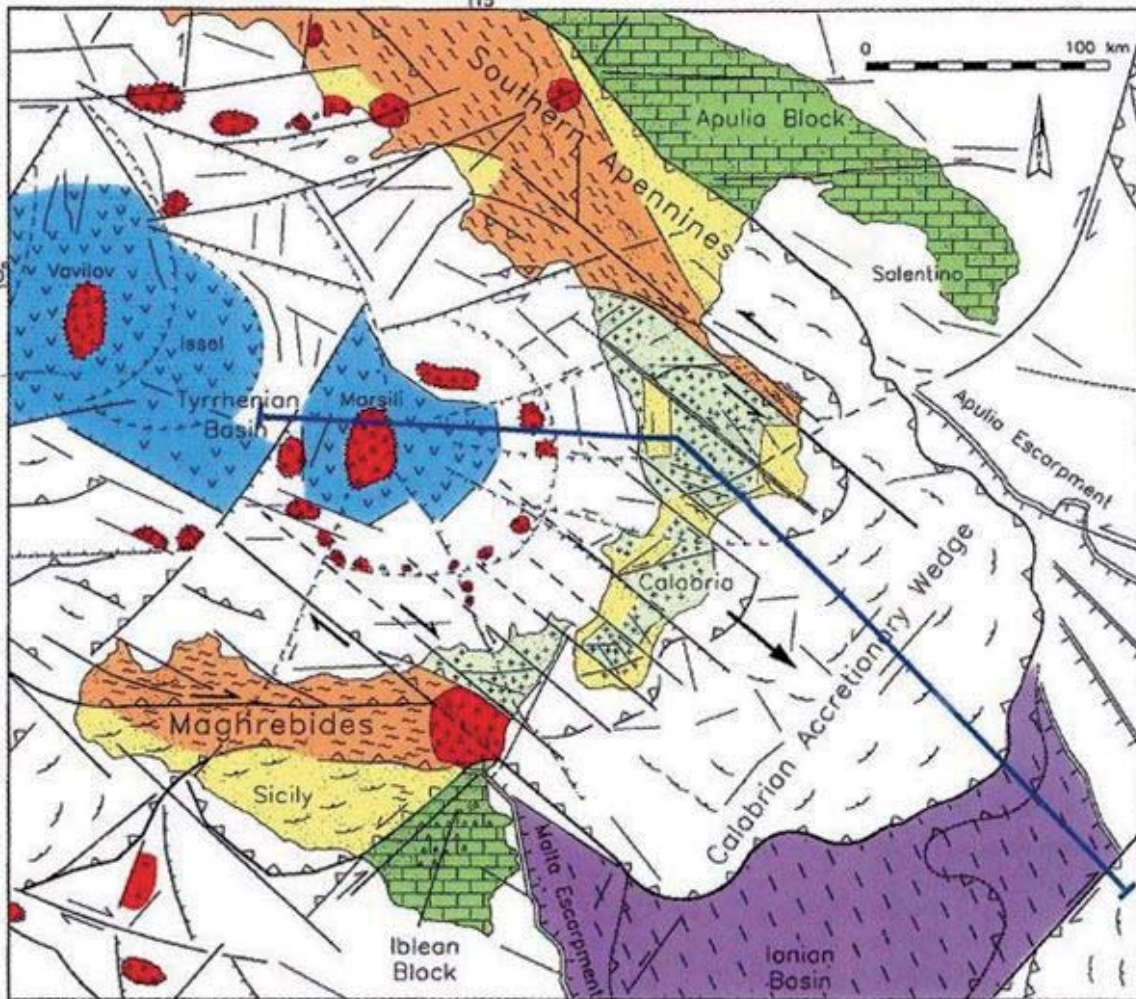 0 100 km
Southern Apennines
Apulia Block
Salentino
Vavilov
Issel
Tyrrhenian
Basin
Marsili
Apulia Escarpment
Calabria
Calabrian Accretionary Wedge
Maghrebides
Sicily
Malta Escarpment
Iblean
Block
Ionian
Basin